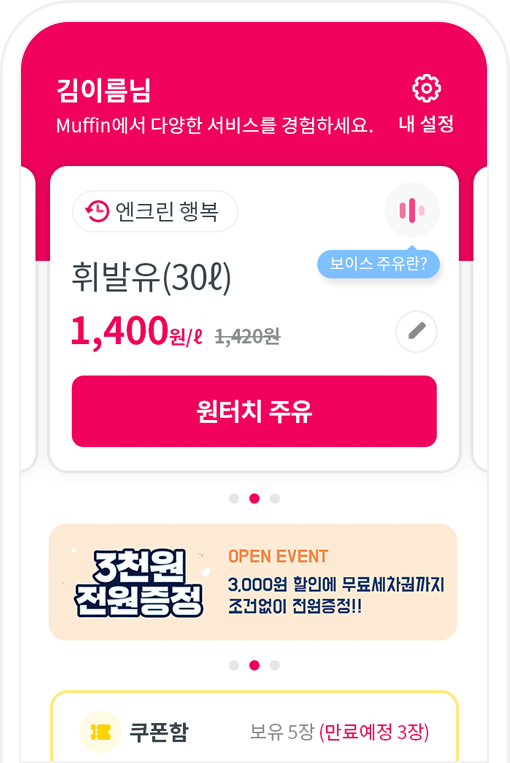 김이름님
Muffin에서 다양한 서비스를 경험하세요.
내 설정
엔크린 행복
보이스 주유란?
휘발유(30ℓ)
1,400원/ℓ 1,420원
원터치 주유
3천원
전원증정
OPEN EVENT
3,000원 할인에 무료세차권까지
조건없이 전원증정!!
쿠폰함
보유 5장 (만료예정 3장)